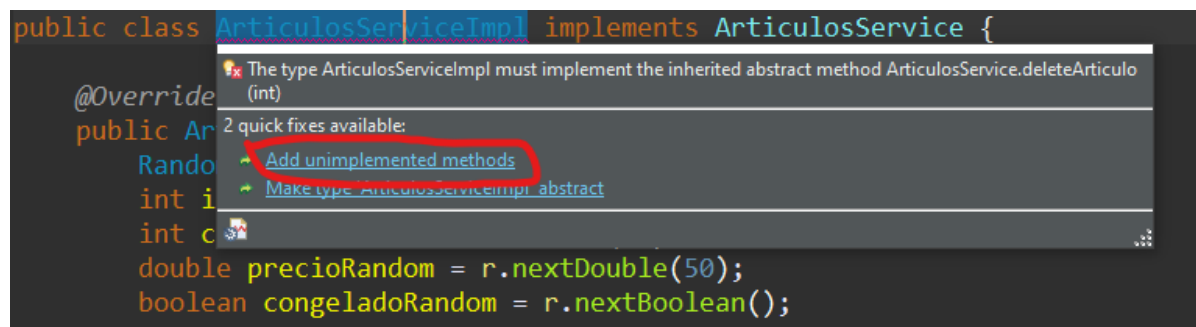 public class ArticulosServiceImpl implements ArticulosService {
The type ArticulosServiceImpl must implement the inherited abstract method ArticulosService.deleteArticulo
(int)
@Override
public Ar
2 quick fixes available:
Add unimplemented methods
Rando
Make type 'ArticulosServiceImpl' abstract
int i
int c
double precioRandom = r.nextDouble(50);
boolean congeladoRandom = r.nextBoolean();